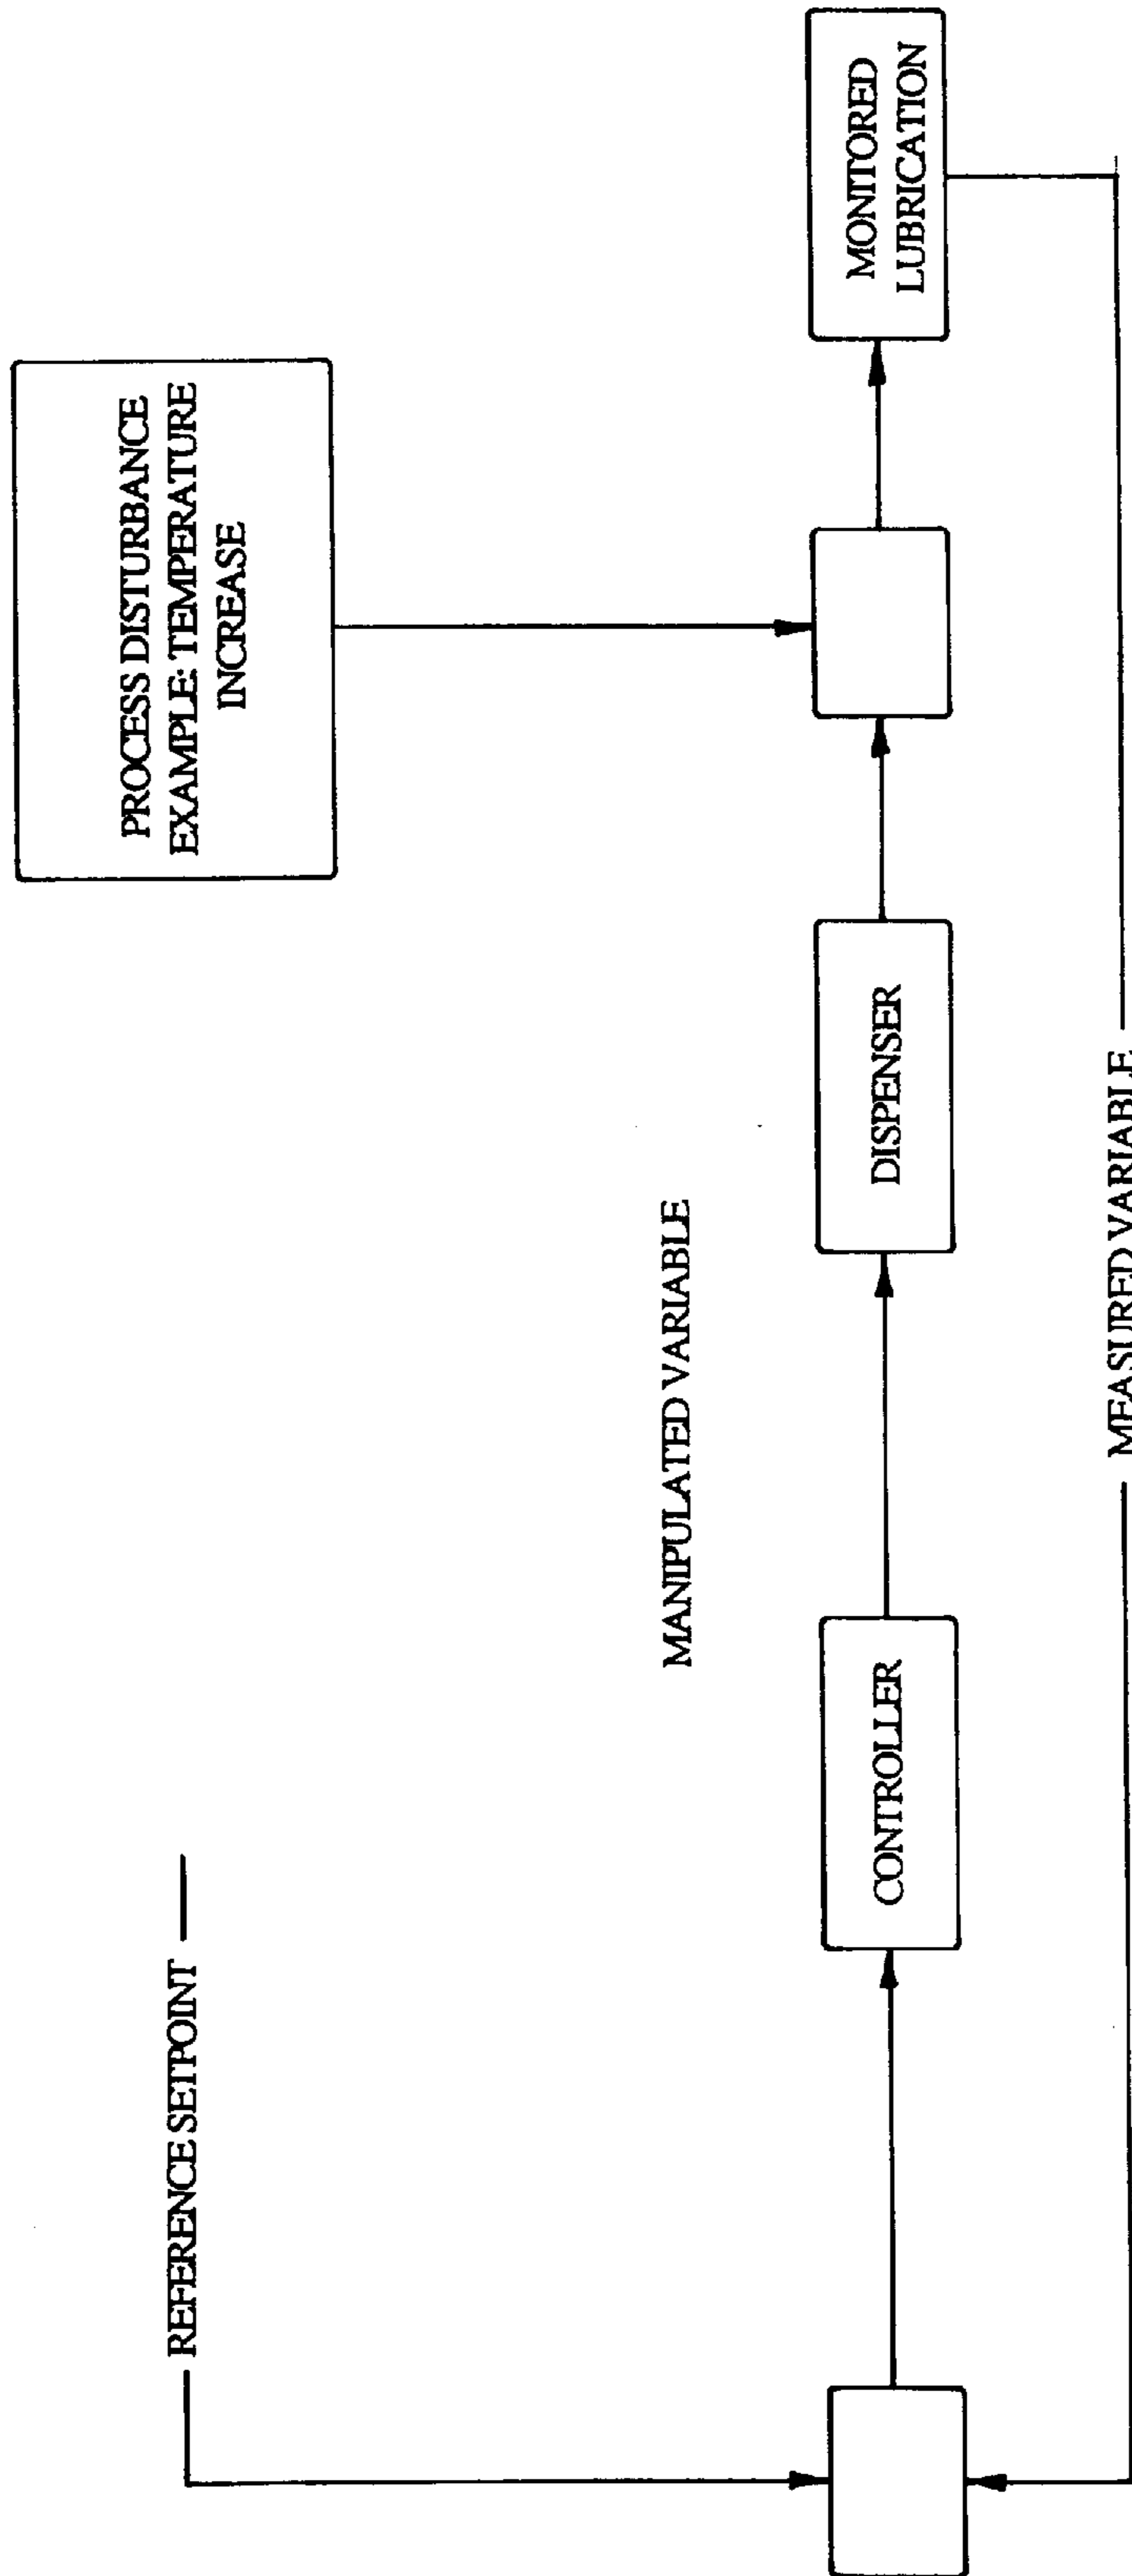 REFERENCE SETPOINT
PROCESS DISTURBANCE
EXAMPLE: TEMPERATURE
INCREASE
MANIPULATED VARIABLE
CONTROLLER
DISPENSER
MONITORED
LUBRICATION
MEASURED VARIABLE